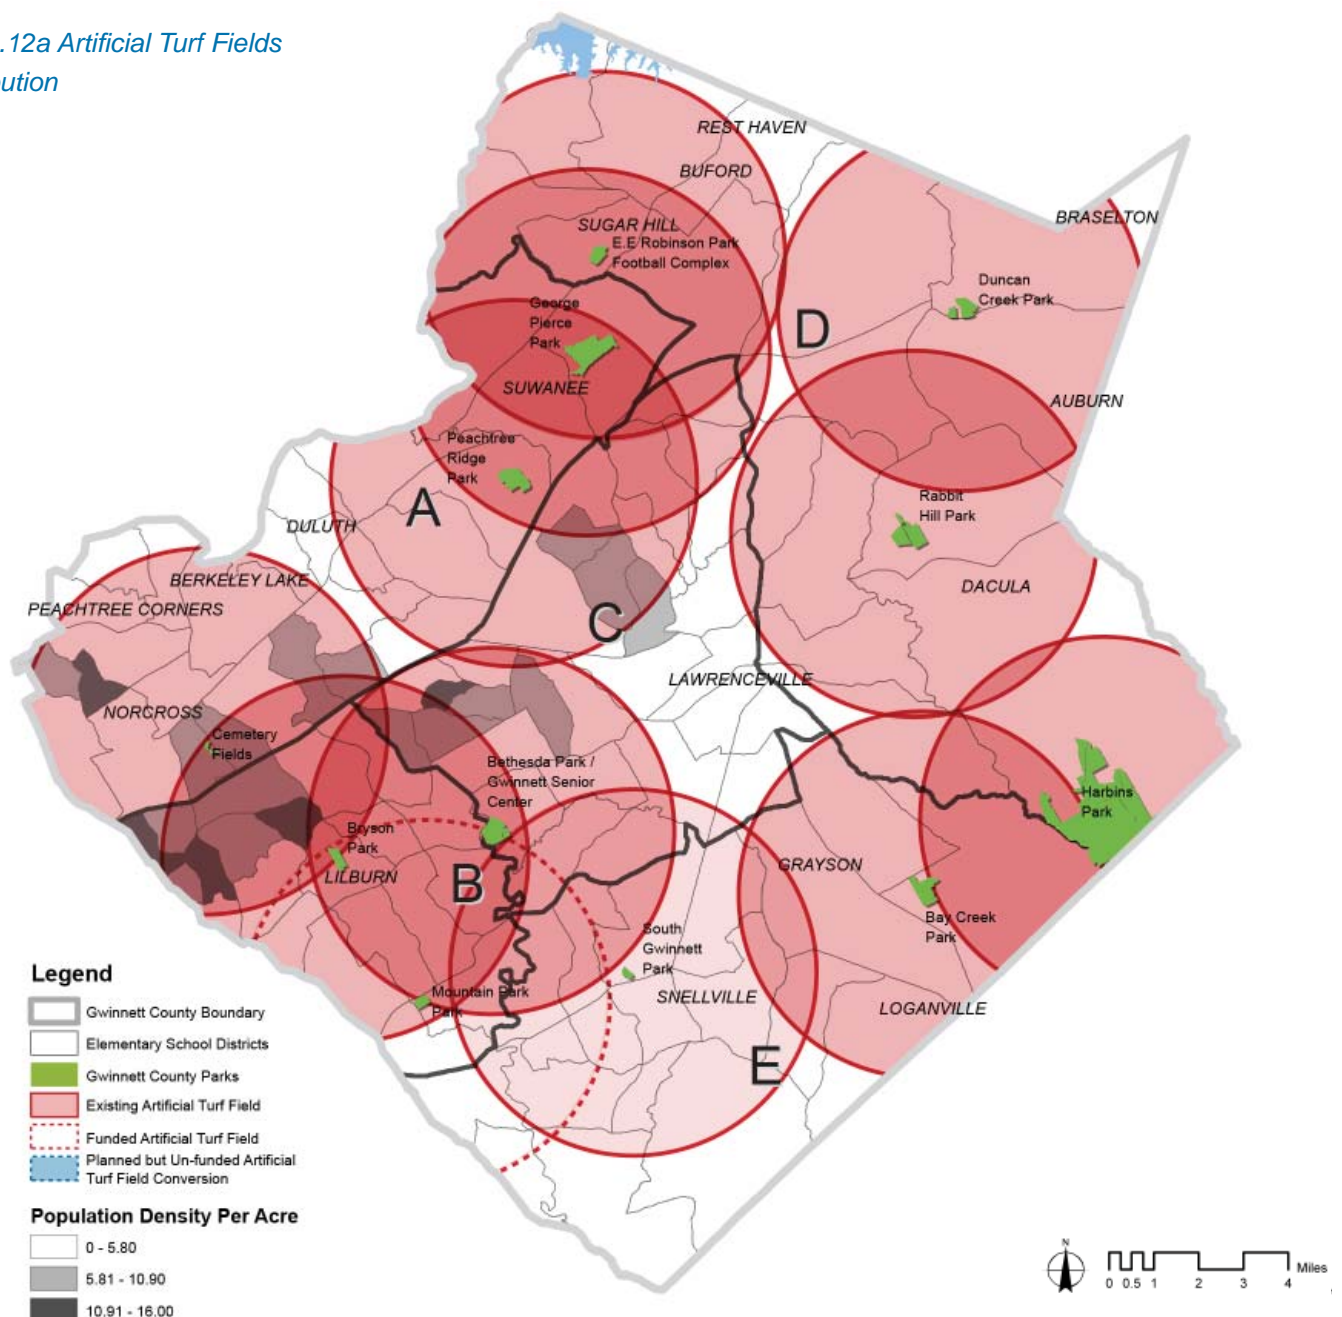 .12a Artificial Turf Fields
oution
REST HAVEN
BUFORD
SUGAR HILL
E.E Robinson Park
Football Complex
BRASELTON
Duncan
Creek Park
George
Pierce
Park
D
SUWANEE
AUBURN
Peachtree
Ridge
Park
A
Rabbit
Hill Park
DULUTH
BERKELEY LAKE
DACULA
PEACHTREE CORNERS
C
LAWRENCEVILLE
NORCROSS
Cemetery
Fields
Bethesda Park /
Gwinnett Senior
Center
Harbins
Park
Bryson
Park
LILBURN
B
GRAYSON
Bay Creek
Park
South
Gwinnett
Park
SNELLVILLE
Mountain Park
Park
LOGANVILLE
E
Legend
Gwinnett County Boundary
Elementary School Districts
Gwinnett County Parks
Existing Artificial Turf Field
Funded Artificial Turf Field
Planned but Un-funded Artificial
Turf Field Conversion
Population Density Per Acre
0 - 5.80
5.81 - 10.90
10.91 - 16.00
N
0 0.5 1 2 3 4 Miles